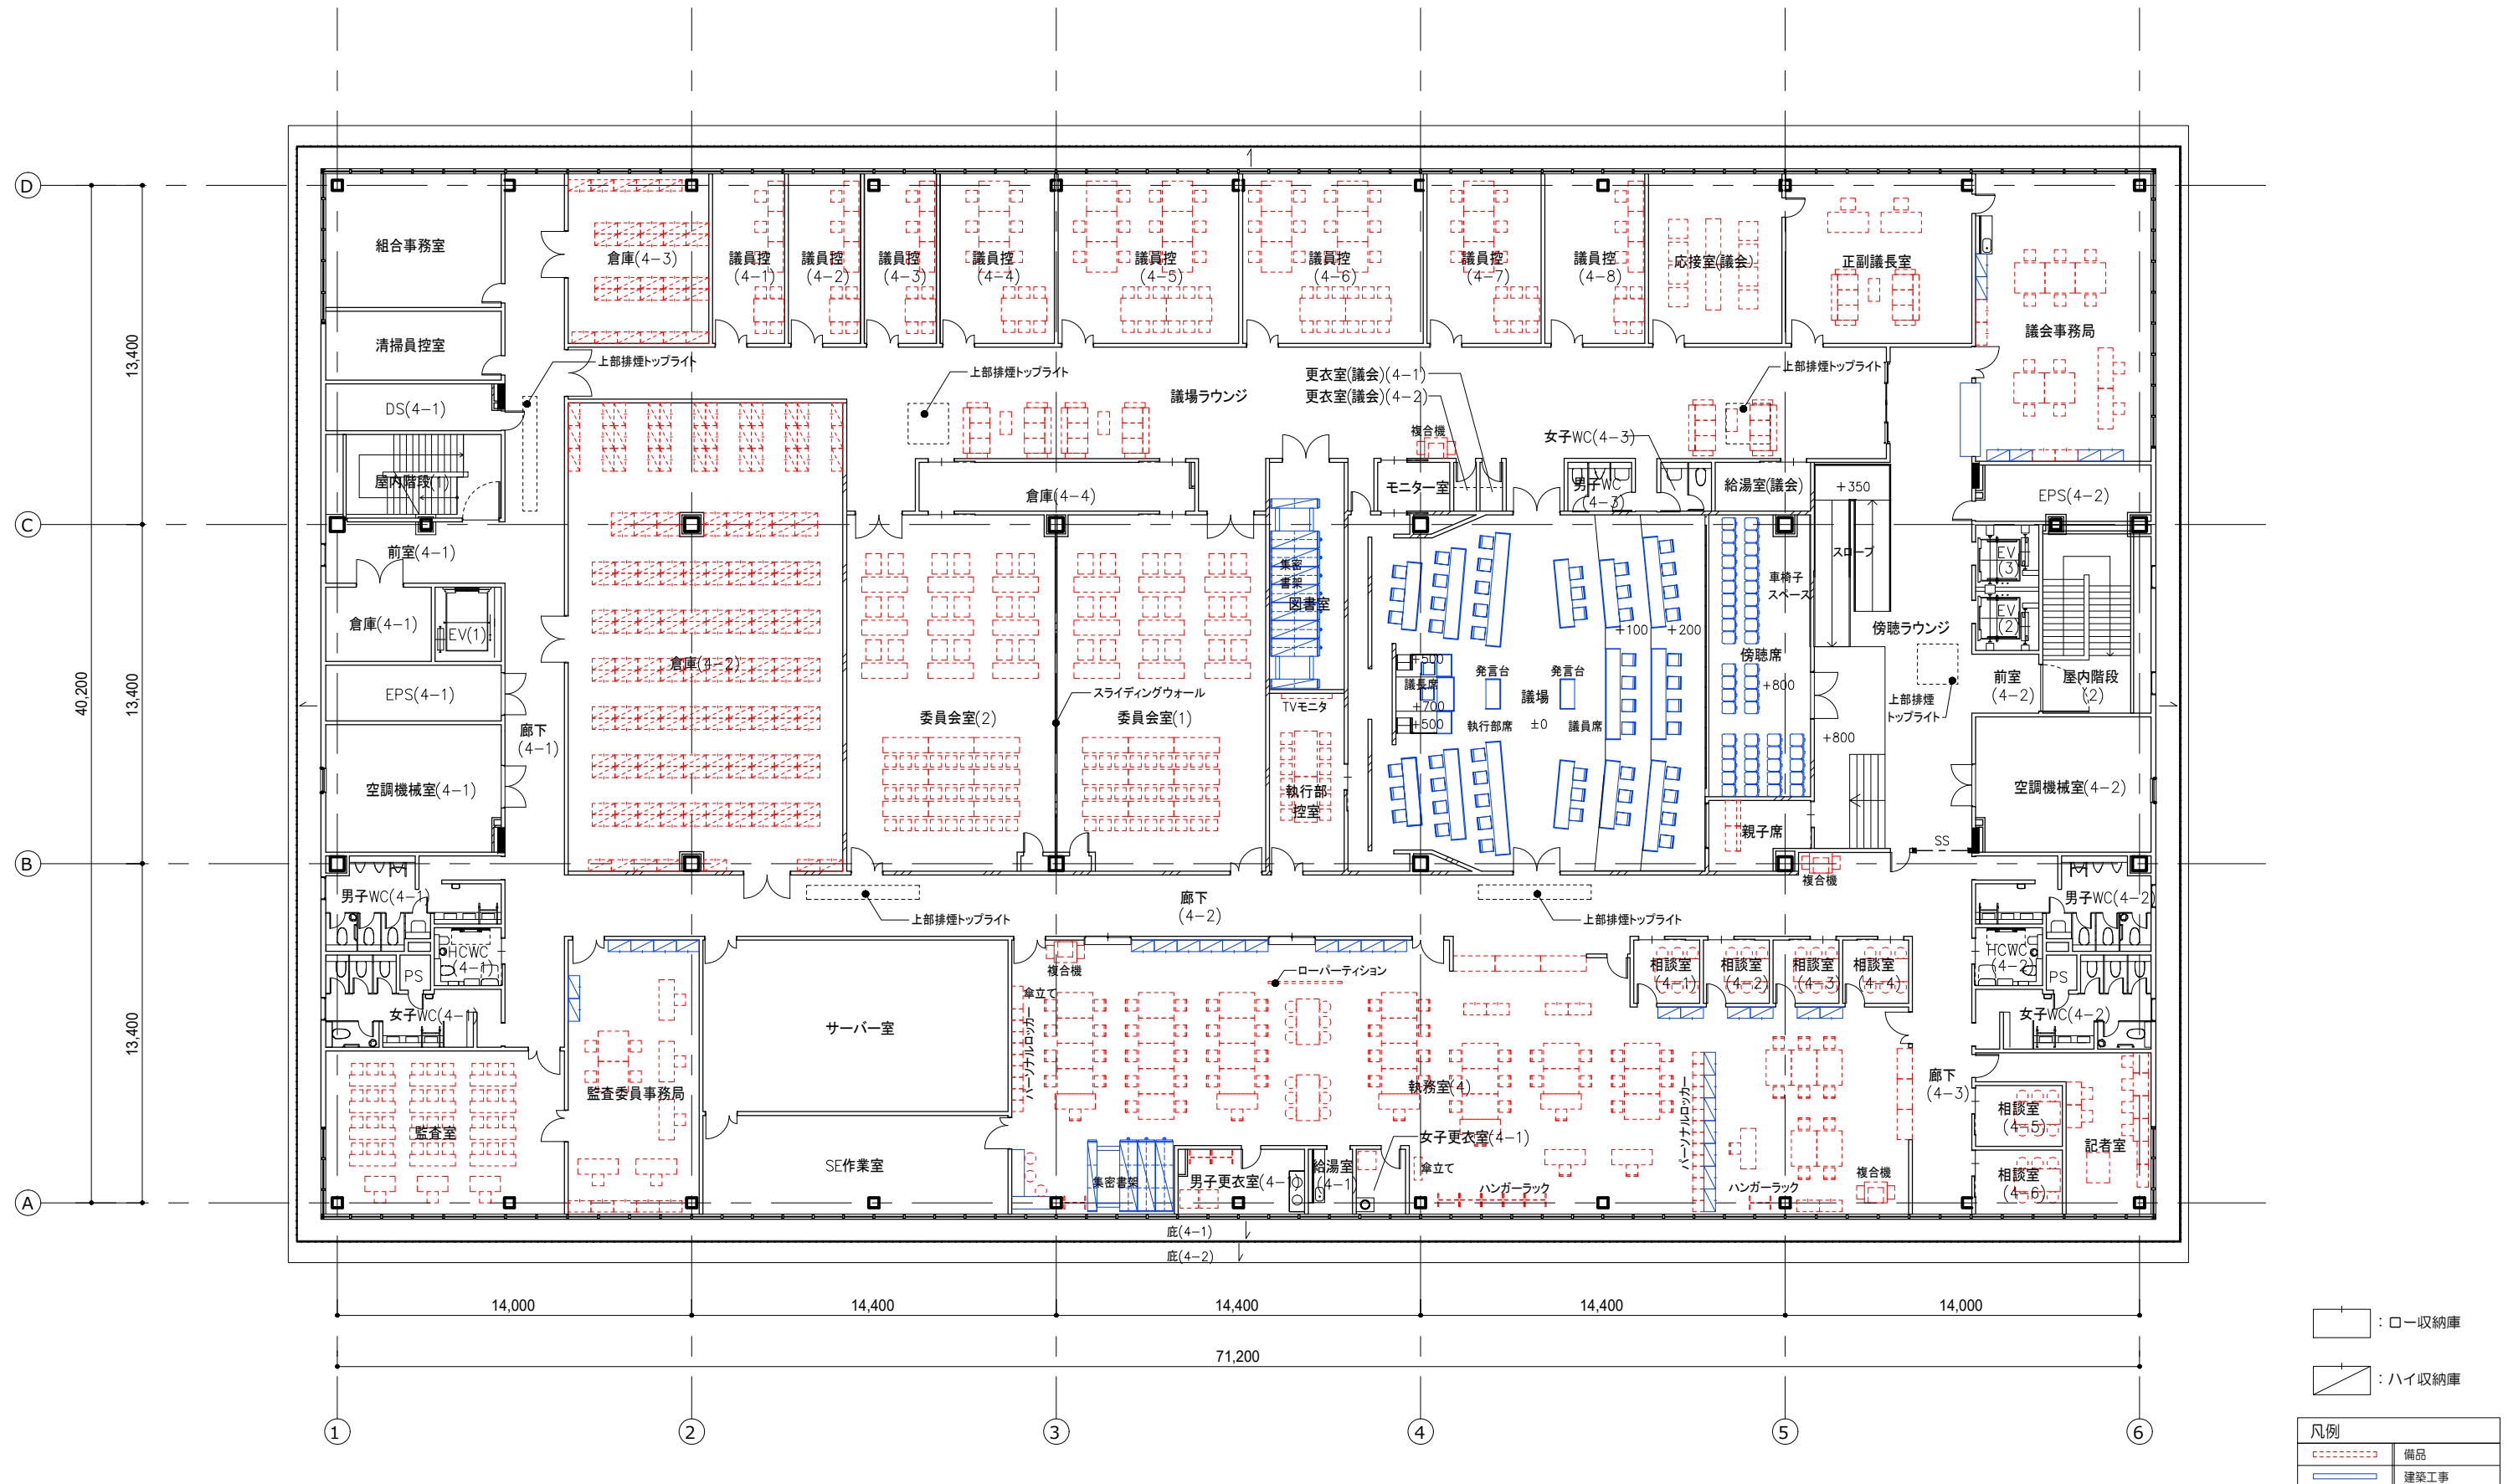 D
C
B
A
13,400
13,400
13,400
40,200
組合事務室
清掃員控室
DS(4-1)
屋内階段(1)
前室(4-1)
倉庫(4-1)
EV(1)
EPS(4-1)
空調機械室(4-1)
廊下
(4-1)
男子WC(4-1)
HCWC
(4-1)
PS
女子WC(4-1)
監査室
倉庫(4-3)
議員控
(4-1)
議員控
(4-2)
議員控
(4-3)
議員控
(4-4)
議員控
(4-5)
議員控
(4-6)
議員控
(4-7)
議員控
(4-8)
応接室(議会)
正副議長室
議会事務局
上部排煙トップライト
上部排煙トップライト
議場ラウンジ
更衣室(議会)(4-1)
更衣室(議会)(4-2)
上部排煙トップライト
複合機
女子WC(4-3)
倉庫(4-4)
モニター室
男子WC
(4-3)
給湯室(議会)
+350
EPS(4-2)
倉庫(4-2)
委員会室(2)
委員会室(1)
スライディングウォール
集密
書架
図書室
TVモニタ
執行部
控室
+500
議長席
+700
+500
発言台
発言台
執行部席
議場
±0
議員席
+100
+200
車椅子
スペース
傍聴席
+800
親子席
スロープ
+800
傍聴ラウンジ
上部排煙
トップライト
EV
(3)
EV
(2)
前室
(4-2)
屋内階段
(2)
空調機械室(4-2)
SS
複合機
上部排煙トップライト
廊下
(4-2)
上部排煙トップライト
男子WC(4-2)
HCWC
(4-2)
PS
女子WC(4-2)
監査委員事務局
サーバー室
SE作業室
複合機
傘立て
パーソナルロッカー
ローパーティション
執務室(4)
相談室
(4-1)
相談室
(4-2)
相談室
(4-3)
相談室
(4-4)
パーソナルロッカー
廊下
(4-3)
相談室
(4-5)
相談室
(4-6)
記者室
集密書架
男子更衣室(4-1)
給湯室
(4-1)
女子更衣室(4-1)
傘立て
ハンガーラック
ハンガーラック
複合機
庇(4-1)
庇(4-2)
14,000
14,400
14,400
14,400
14,000
71,200
1
2
3
4
5
6
：ロー収納庫
：ハイ収納庫
凡例
備品
建築工事